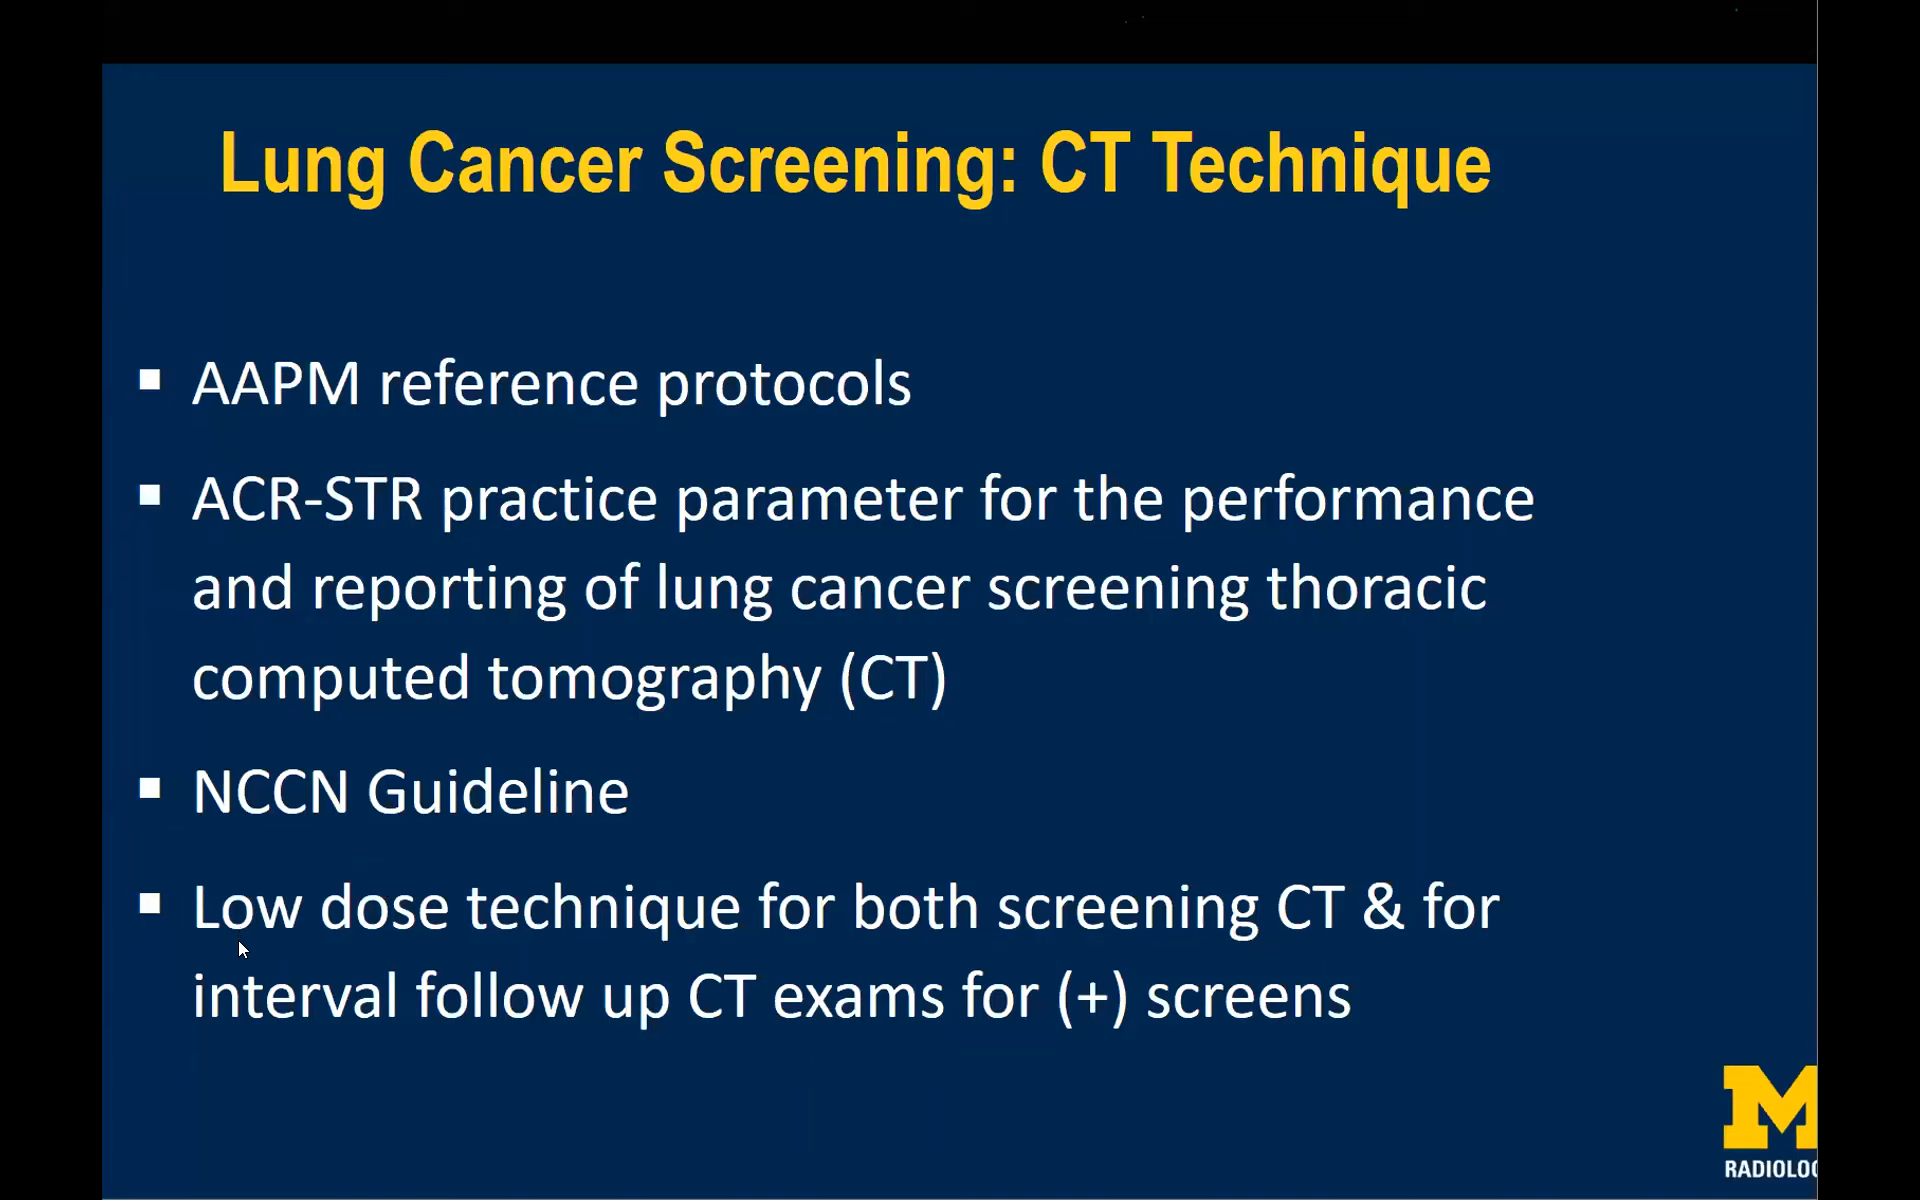 Lung Cancer Screening: CT Technique
▪ AAPM reference protocols
▪ ACR-STR practice parameter for the performance
and reporting of lung cancer screening thoracic
computed tomography (CT)
▪ NCCN Guideline
▪ Low dose technique for both screening CT & for
interval follow up CT exams for (+) screens
M